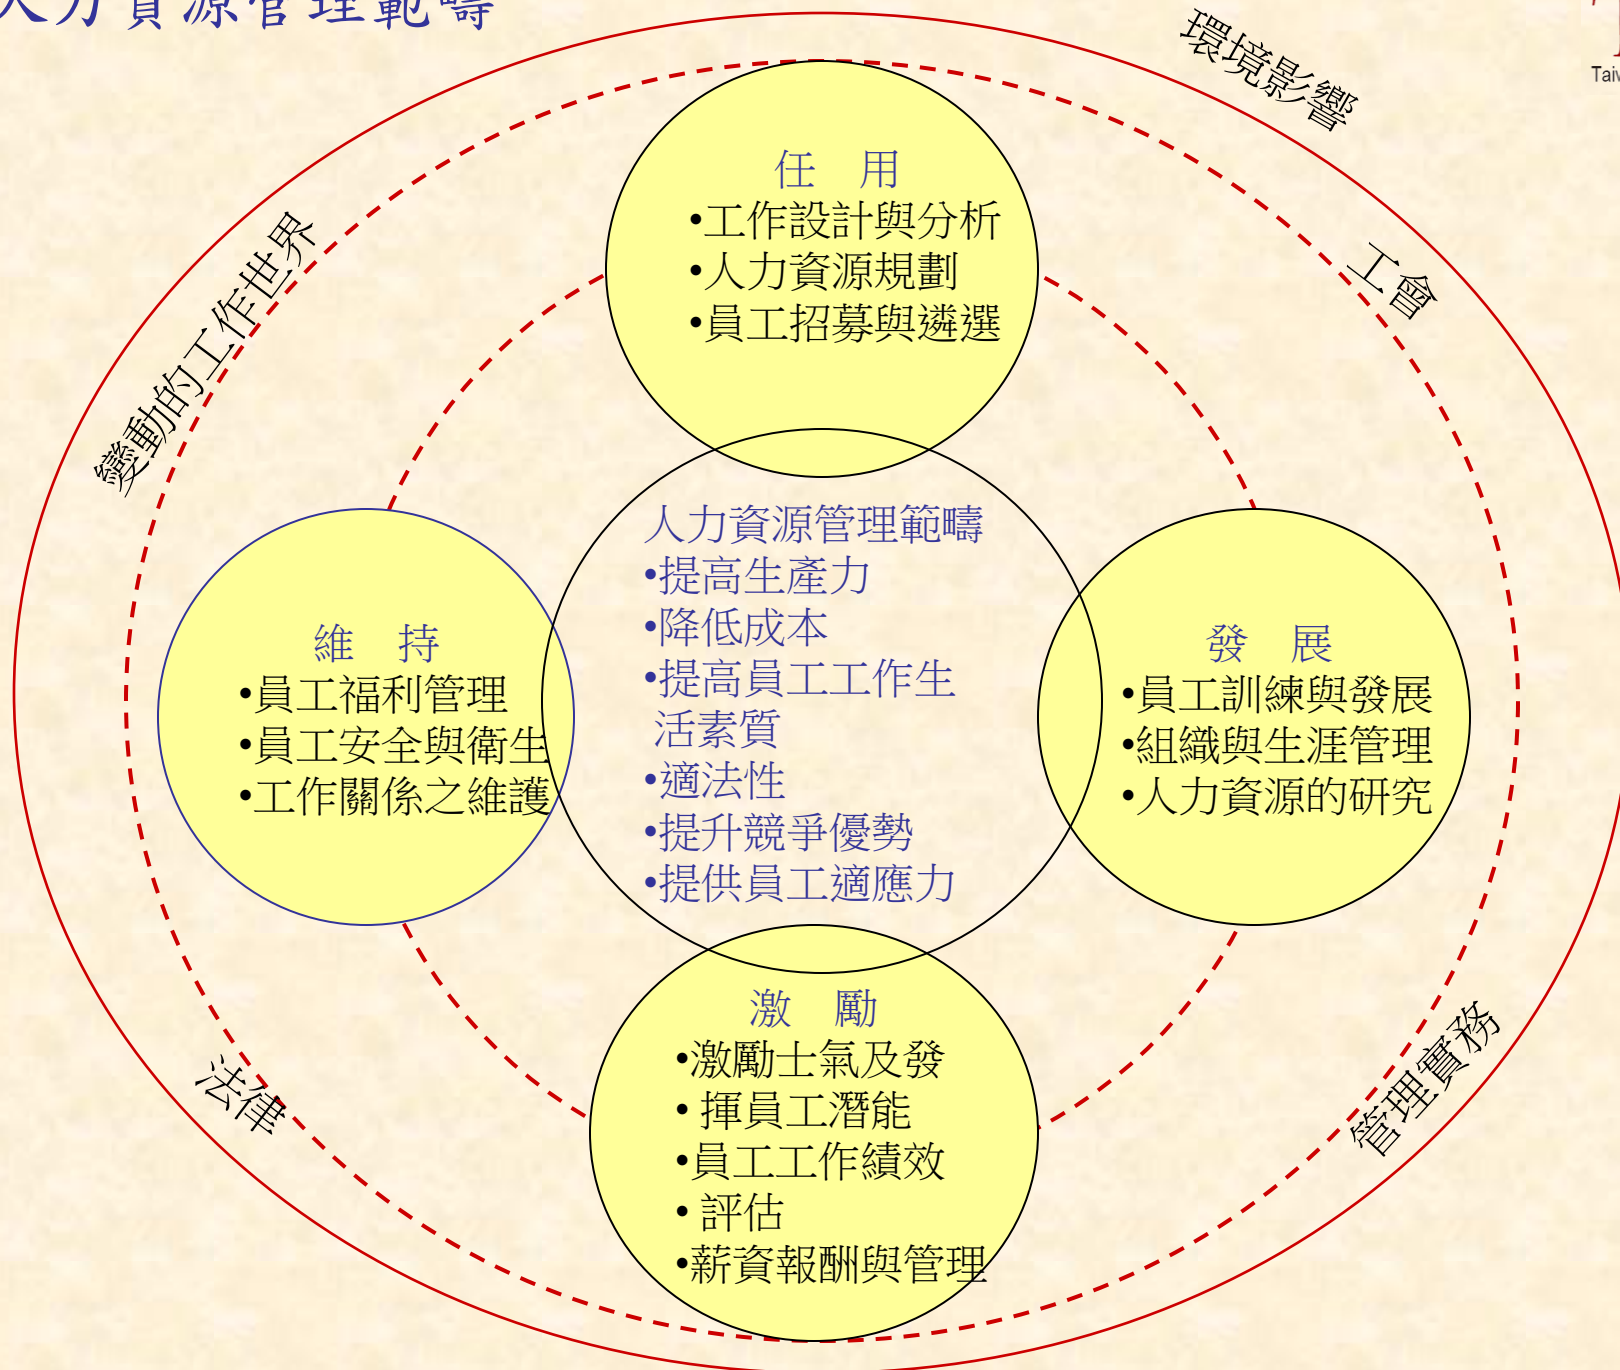 人力資源管理範疇
Taiw
環境影響
工會
變動的工作世界
任 用
•工作設計與分析
•人力資源規劃
•員工招募與遴選
人力資源管理範疇
•提高生產力
•降低成本
•提高員工工作生
活素質
•適法性
•提升競爭優勢
•提供員工適應力
維 持
•員工福利管理
•員工安全與衛生
•工作關係之維護
發 展
•員工訓練與發展
•組織與生涯管理
•人力資源的研究
激 勵
•激勵士氣及發
• 揮員工潛能
•員工工作績效
• 評估
•薪資報酬與管理
法律
管理實務